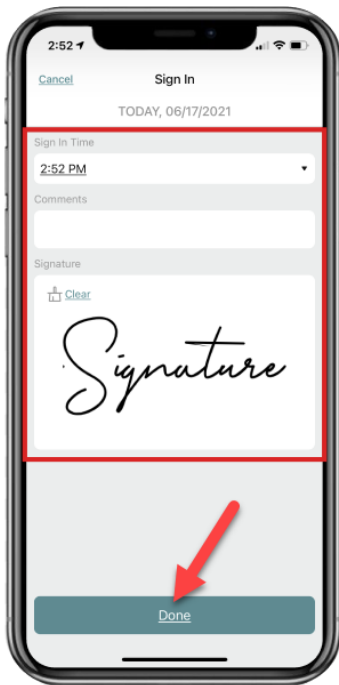 2:52
Cancel
Sign In
TODAY, 06/17/2021
Sign In Time
2:52 PM
Comments
Signature
Clear
Signature
Done